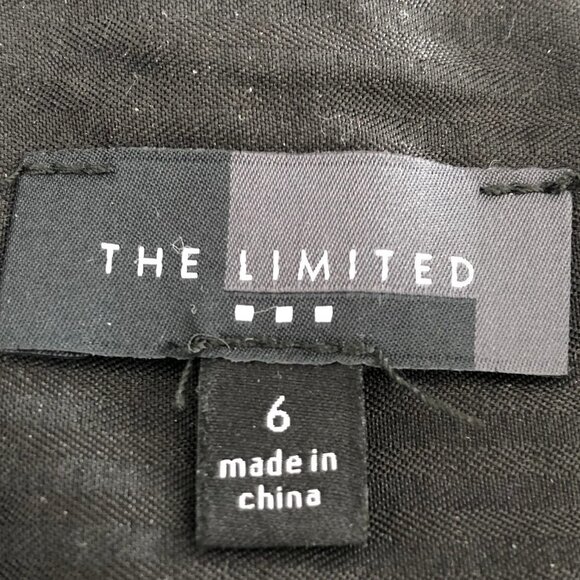 THE LIMITED
6
made in
china